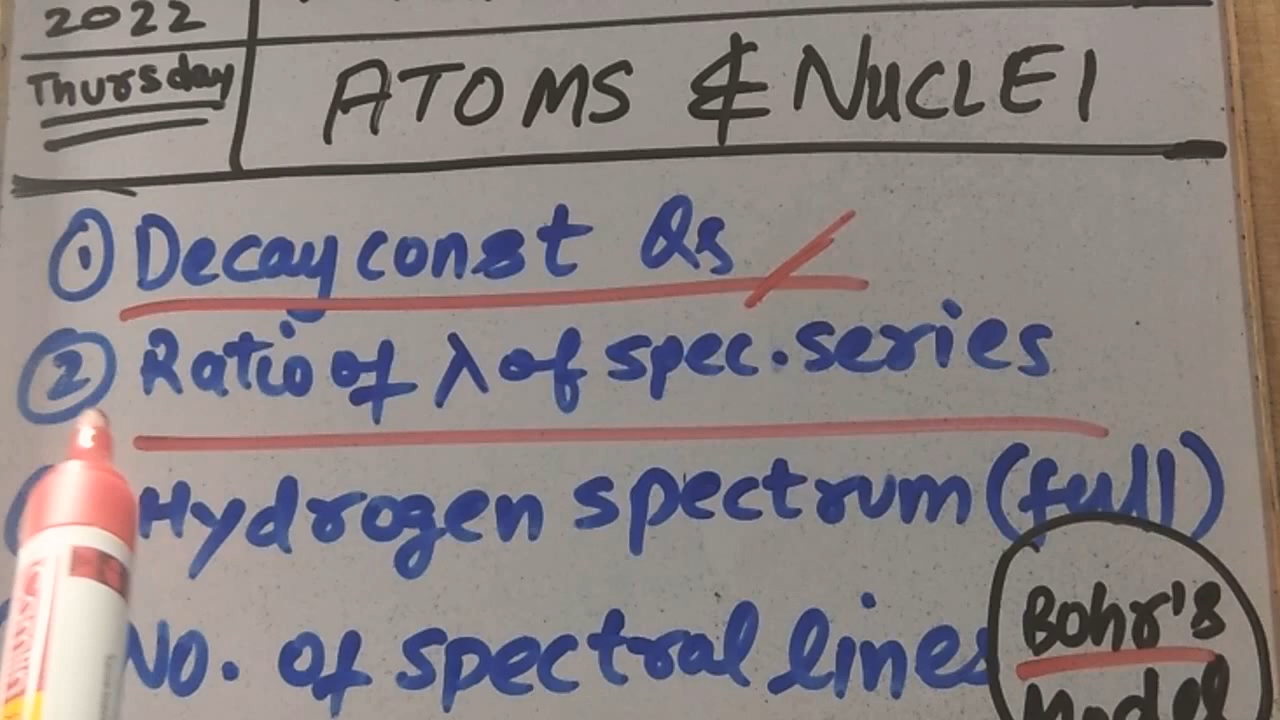 2022
Thursday
ATOMS & NUCLEI
① Decay const Qs
② Ratio of λ of spec. series
Hydrogen spectrum (full)
No. of spectral lines
Bohr's
Model